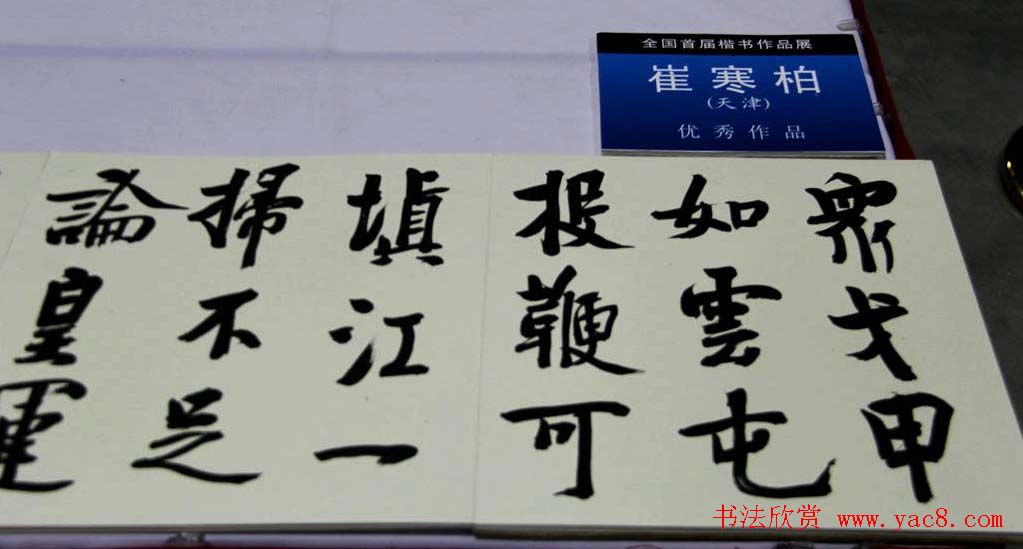 全国首届楷书作品展
崔寒柏
(天津)
优秀作品
眾戈甲
如雲屯
投鞭可
填江一
掃不足
論皇運
书法欣赏 www.yac8.com